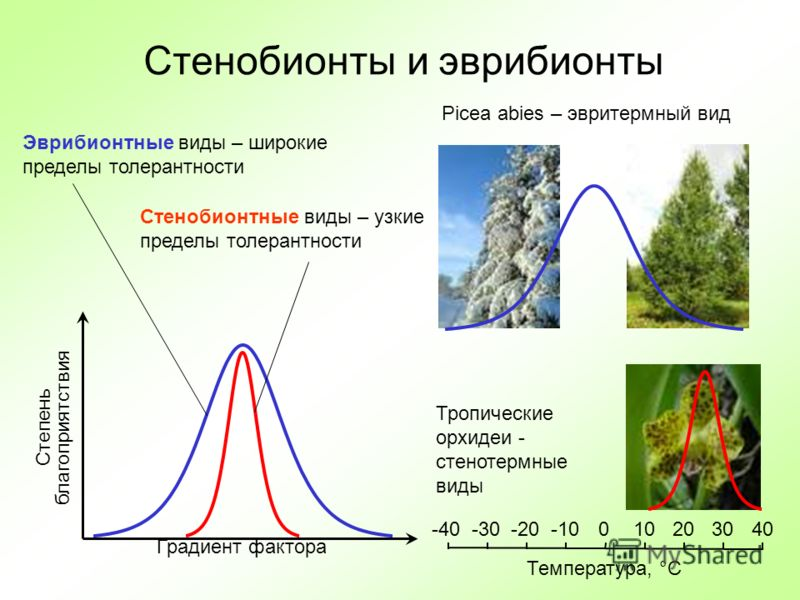 Стенобионты и эврибионты
Picea abies – эвритермный вид
Эврибионтные виды – широкие
пределы толерантности
Стенобионтные виды – узкие
пределы толерантности
Степень
благоприятствия
Градиент фактора
Тропические
орхидеи -
стенотермные
виды
-40 -30 -20 -10 0 10 20 30 40
Температура, °С
MyShared